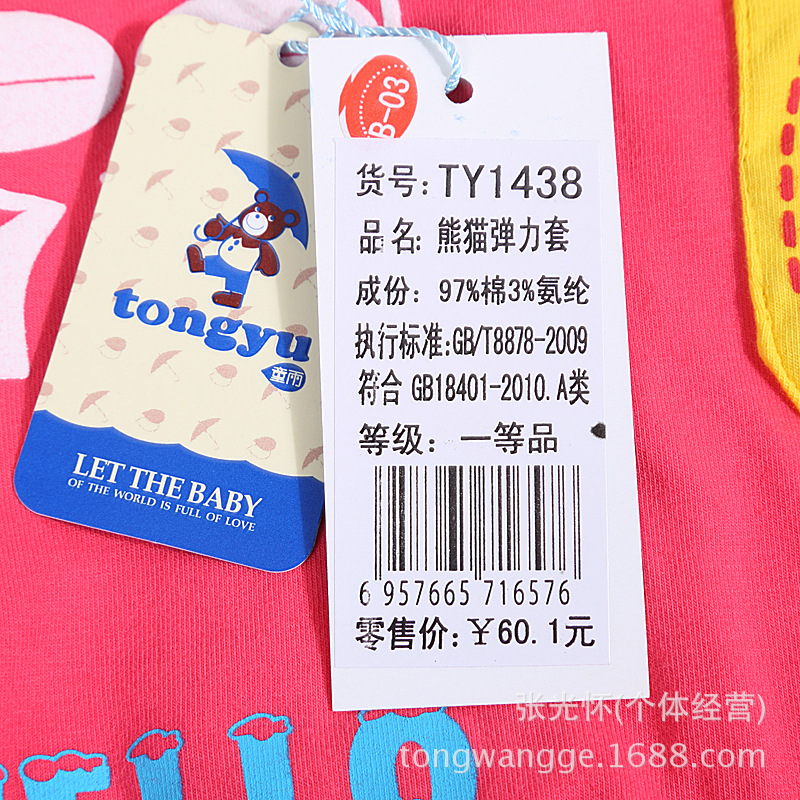 B-03
货号: TY1438
品名: 熊猫弹力套
成份: 97%棉3%氨纶
执行标准:GB/T8878-2009
符合 GB18401-2010.A类
等级: 一等品
6 957665 716576
零售价:￥60.1元
tongyu
童雨
LET THE BABY
OF THE WORLD IS FULL OF LOVE
ELLO
张光怀(个体经营)
tongwangge.1688.com